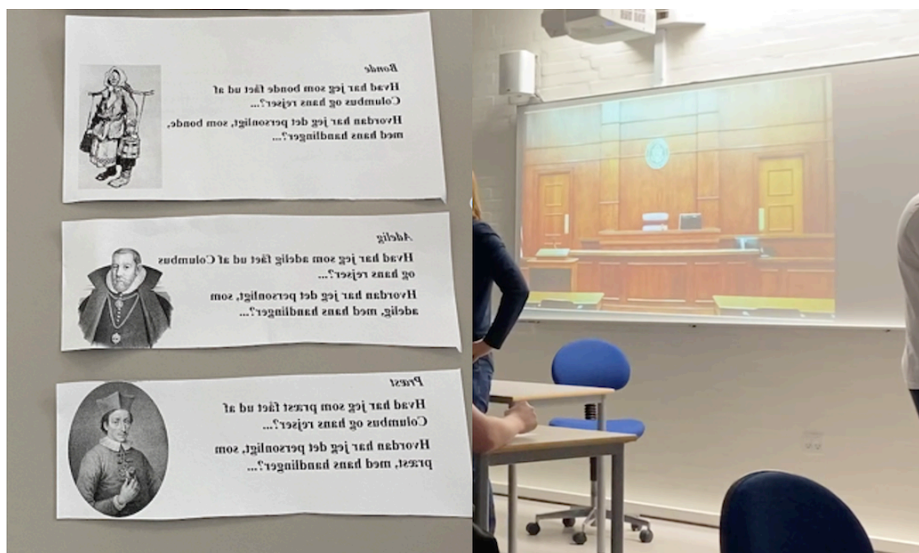 Bonde
Hvad har jeg som bonde fået ud af
Columbus og hans rejser?...
Hvordan har jeg det personligt, som bonde,
med hans handlinger?...
Adelig
Hvad har jeg som adelig fået ud af Columbus
og hans rejser?...
Hvordan har jeg det personligt, som
adelig, med hans handlinger?...
Præst
Hvad har jeg som præst fået ud af
Columbus og hans rejser?...
Hvordan har jeg det personligt, som
præst, med hans handlinger?...